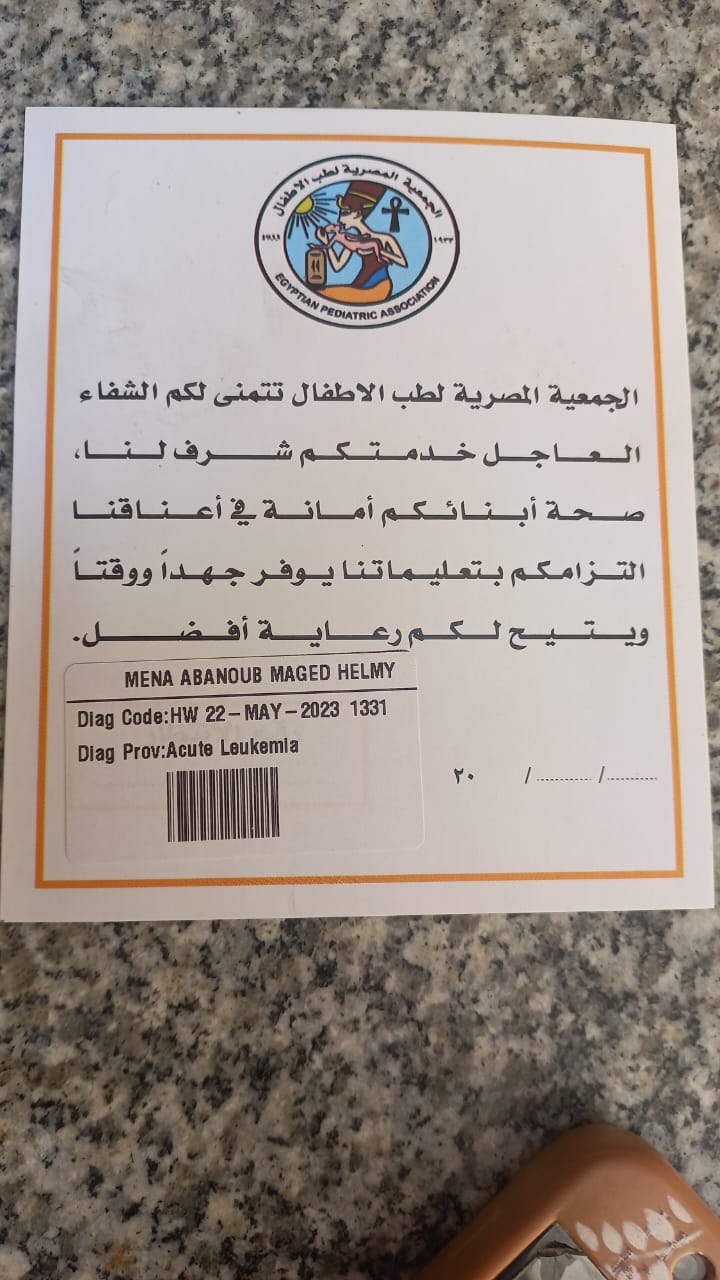 الجمعية المصرية لطب الاطفال
١٩٢٢
EGYPTIAN PEDIATRIC ASSOCIATION
الجمعية المصرية لطب الاطفال تتمنى لكم الشفاء
العاجل خدمتكم شرف لنا،
صحة أبنائكم أمانة في أعناقنا
التزامكم بتعليماتنا يوفر جهداً ووقتاً
ويتيح لكم رعاية أفضل.
MENA ABANOUB MAGED HELMY
Diag Code:HW 22-MAY-2023 1331
Diag Prov:Acute Leukemia
٢٠ / ............ / ............